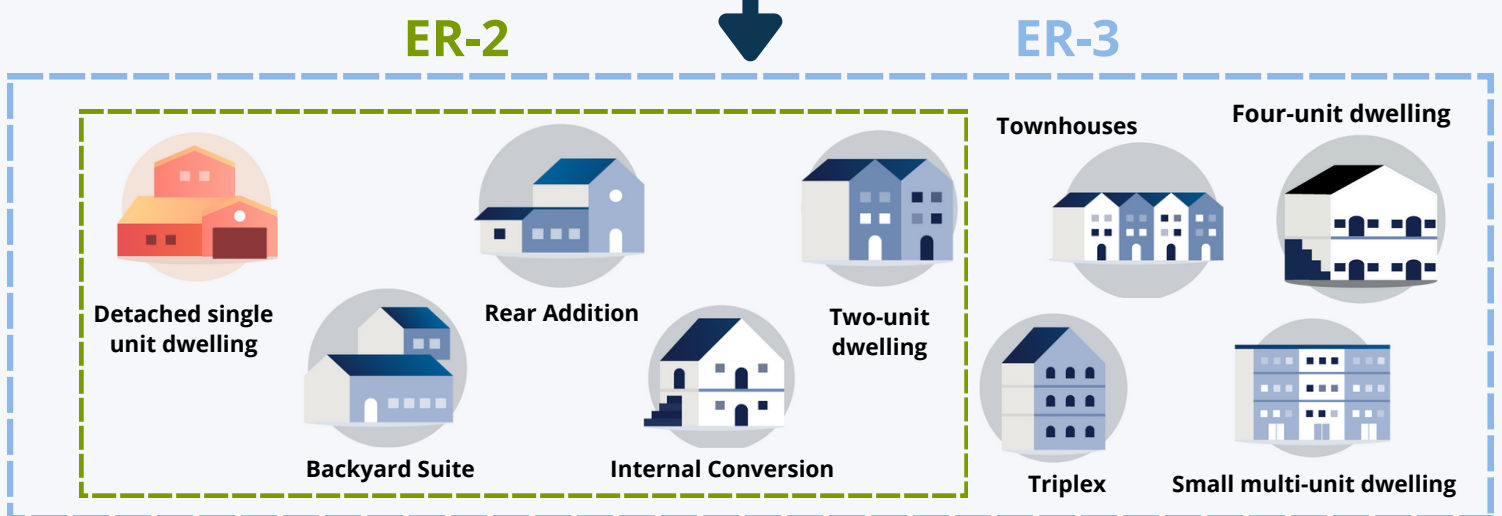 ER-2
ER-3
Detached single
unit dwelling
Backyard Suite
Rear Addition
Internal Conversion
Two-unit
dwelling
Townhouses
Four-unit dwelling
Triplex
Small multi-unit dwelling